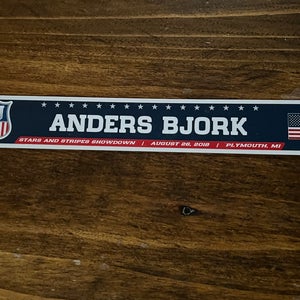 ANDERS BJORK
STARS AND STRIPES SHOWDOWN | AUGUST 26, 2018 | PLYMOUTH, MI